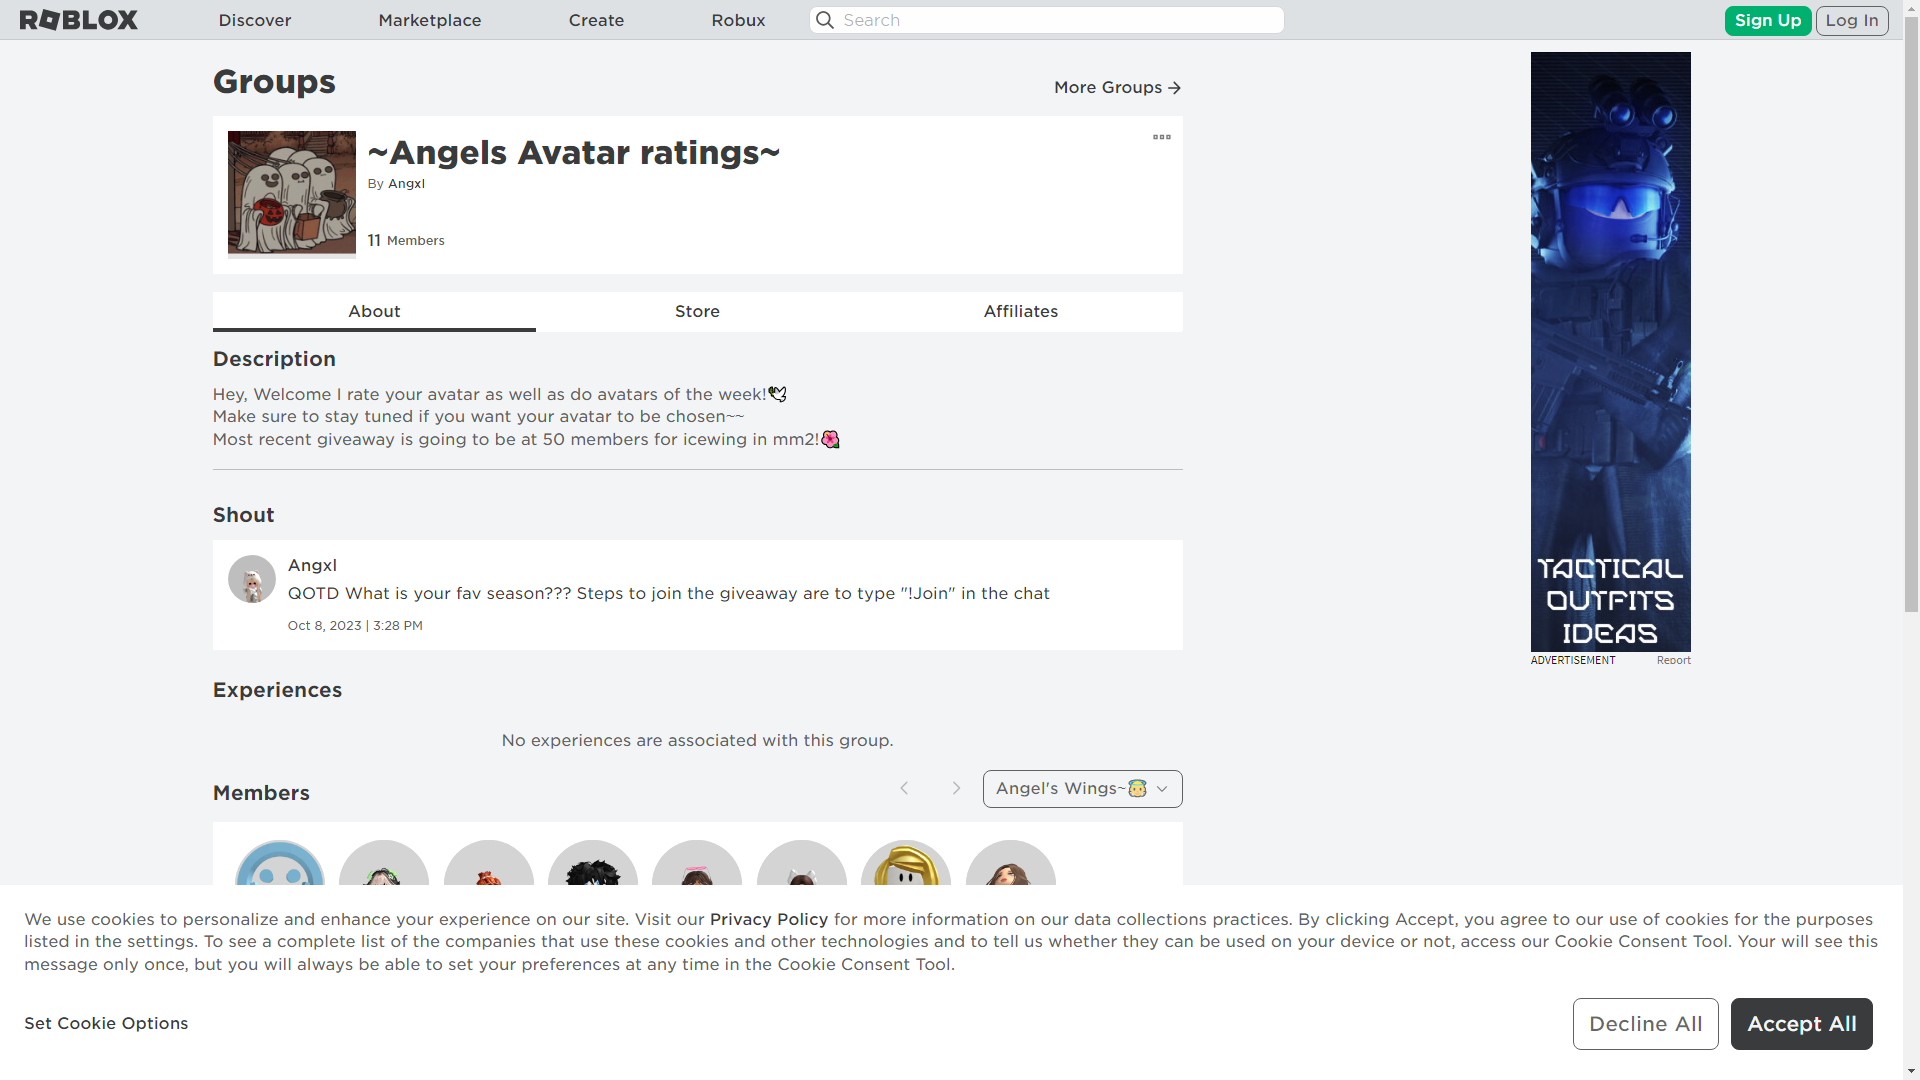 ROBLOX
Discover
Marketplace
Create
Robux
Search
Sign Up
Log In
Groups
More Groups
~Angels Avatar ratings~
By Angxl
11 Members
About
Store
Affiliates
Description
Hey, Welcome I rate your avatar as well as do avatars of the week!🕊
Make sure to stay tuned if you want your avatar to be chosen~~
Most recent giveaway is going to be at 50 members for icewing in mm2!🌺
Shout
Angxl
QOTD What is your fav season??? Steps to join the giveaway are to type "!Join" in the chat
Oct 8, 2023 | 3:28 PM
Experiences
No experiences are associated with this group.
Members
Angel's Wings~👼
TACTICAL
OUTFITS
IDEAS
ADVERTISEMENT
Report
We use cookies to personalize and enhance your experience on our site. Visit our Privacy Policy for more information on our data collections practices. By clicking Accept, you agree to our use of cookies for the purposes
listed in the settings. To see a complete list of the companies that use these cookies and other technologies and to tell us whether they can be used on your device or not, access our Cookie Consent Tool. Your will see this
message only once, but you will always be able to set your preferences at any time in the Cookie Consent Tool.
Set Cookie Options
Decline All
Accept All